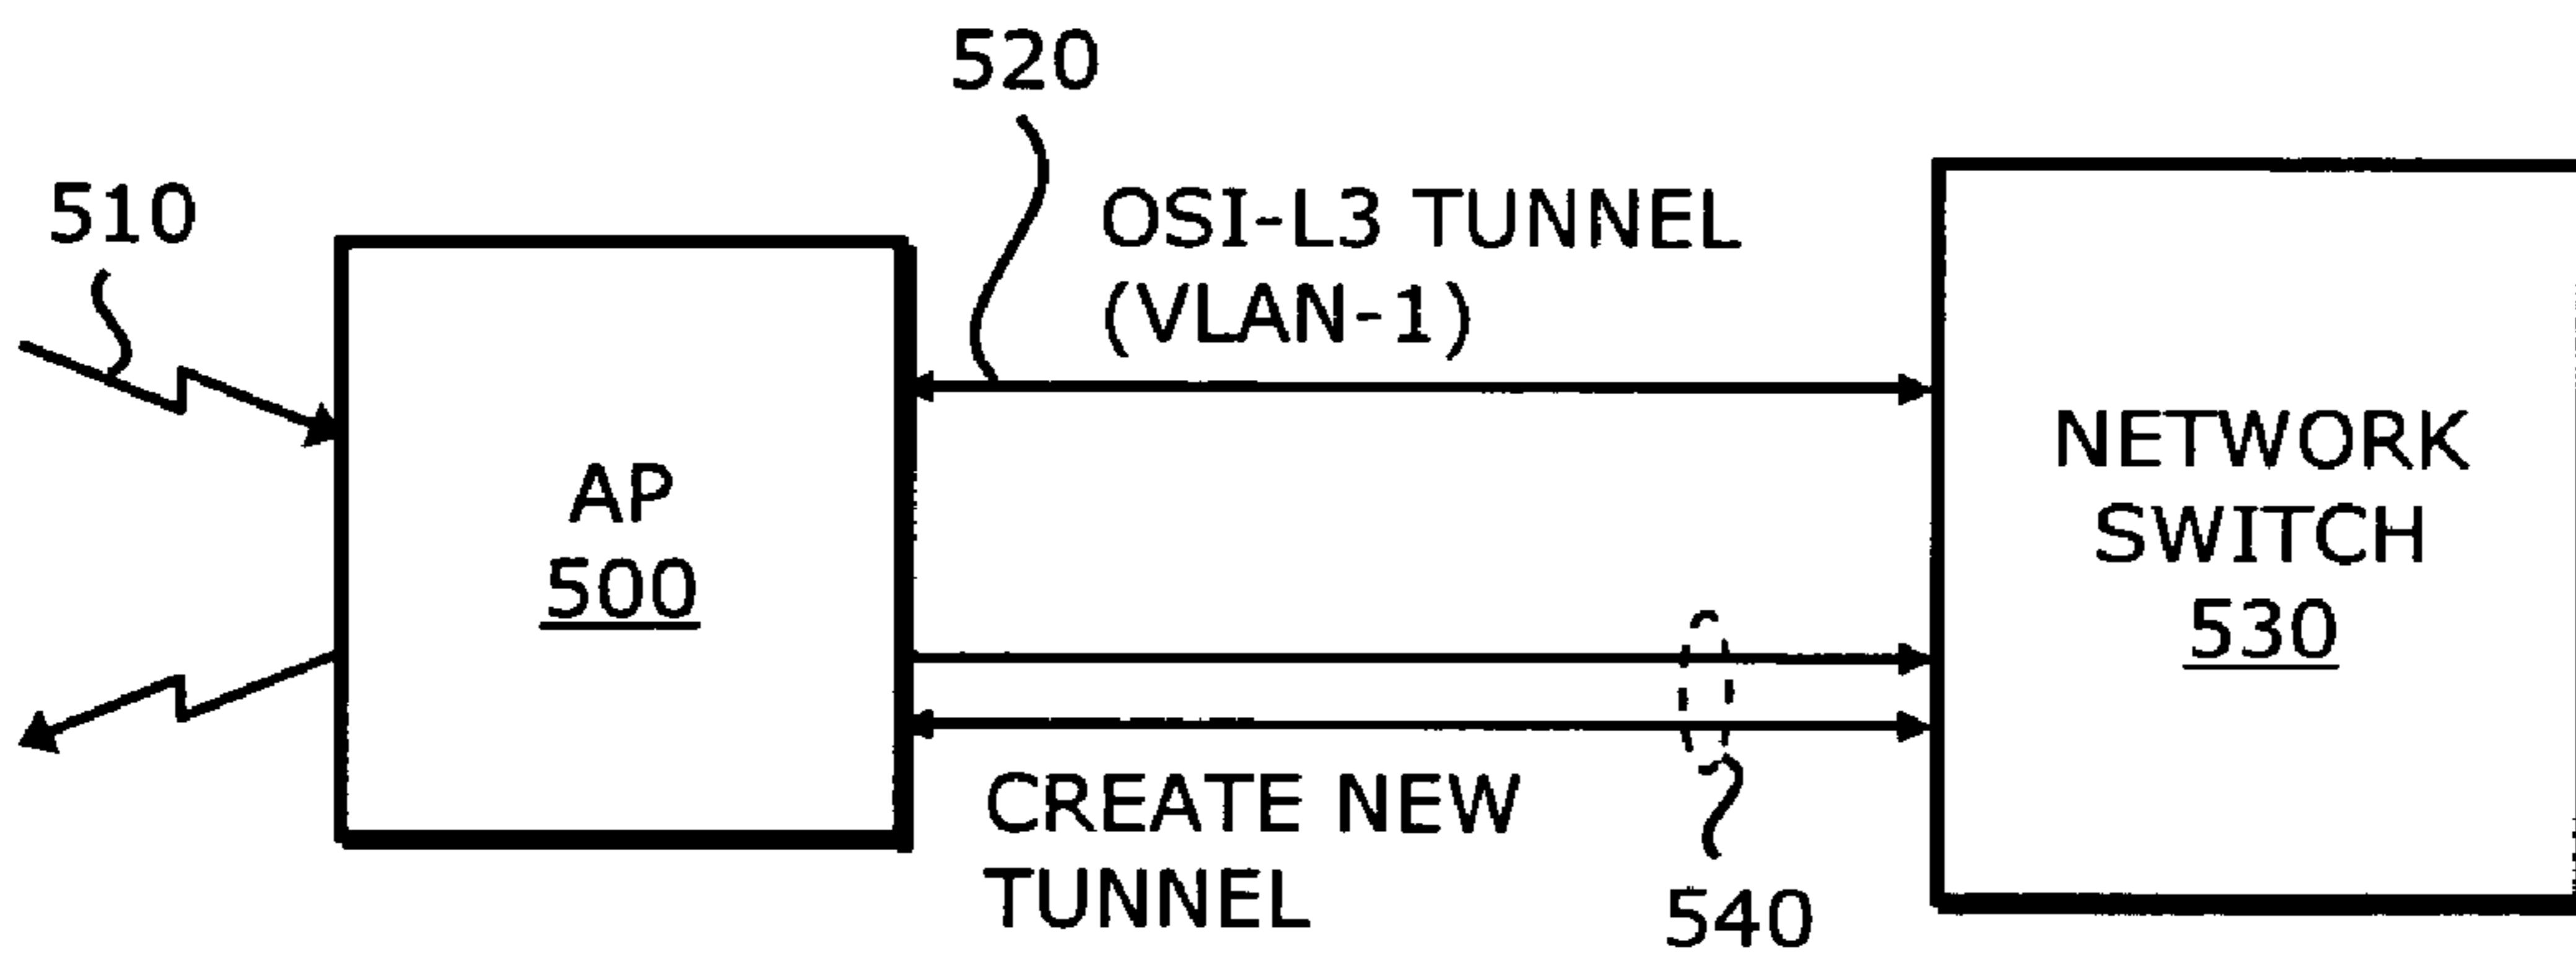 520
510
OSI-L3 TUNNEL
(VLAN-1)
AP
500
NETWORK
SWITCH
530
CREATE NEW
TUNNEL
540